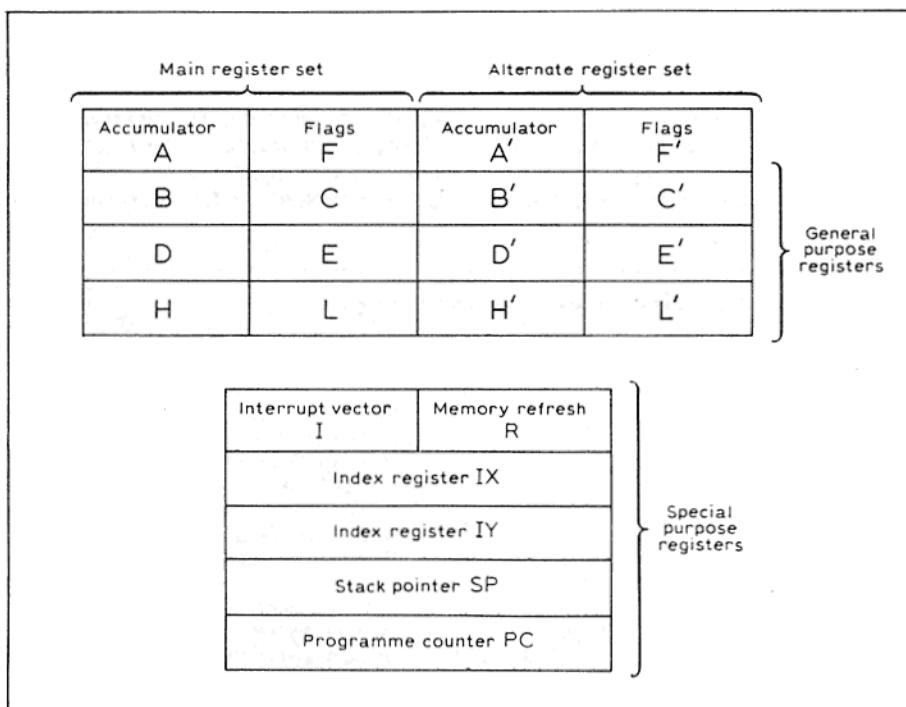 Main register set
Alternate register set
Accumulator
A
Flags
F
Accumulator
A′
Flags
F′
B
C
B′
C′
D
E
D′
E′
H
L
H′
L′
General
purpose
registers
Interrupt vector
I
Memory refresh
R
Index register IX
Index register IY
Stack pointer SP
Programme counter PC
Special
purpose
registers